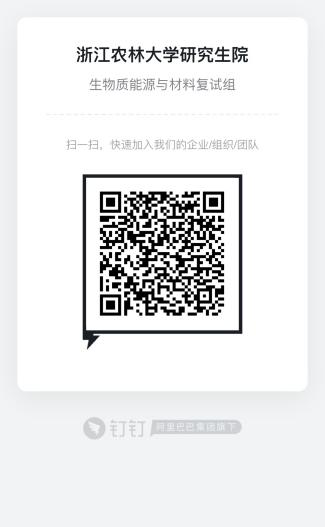 浙江农林大学研究生院
生物质能源与材料复试组
扫一扫，快速加入我们的企业/组织/团队
钉钉 阿里巴巴集团旗下